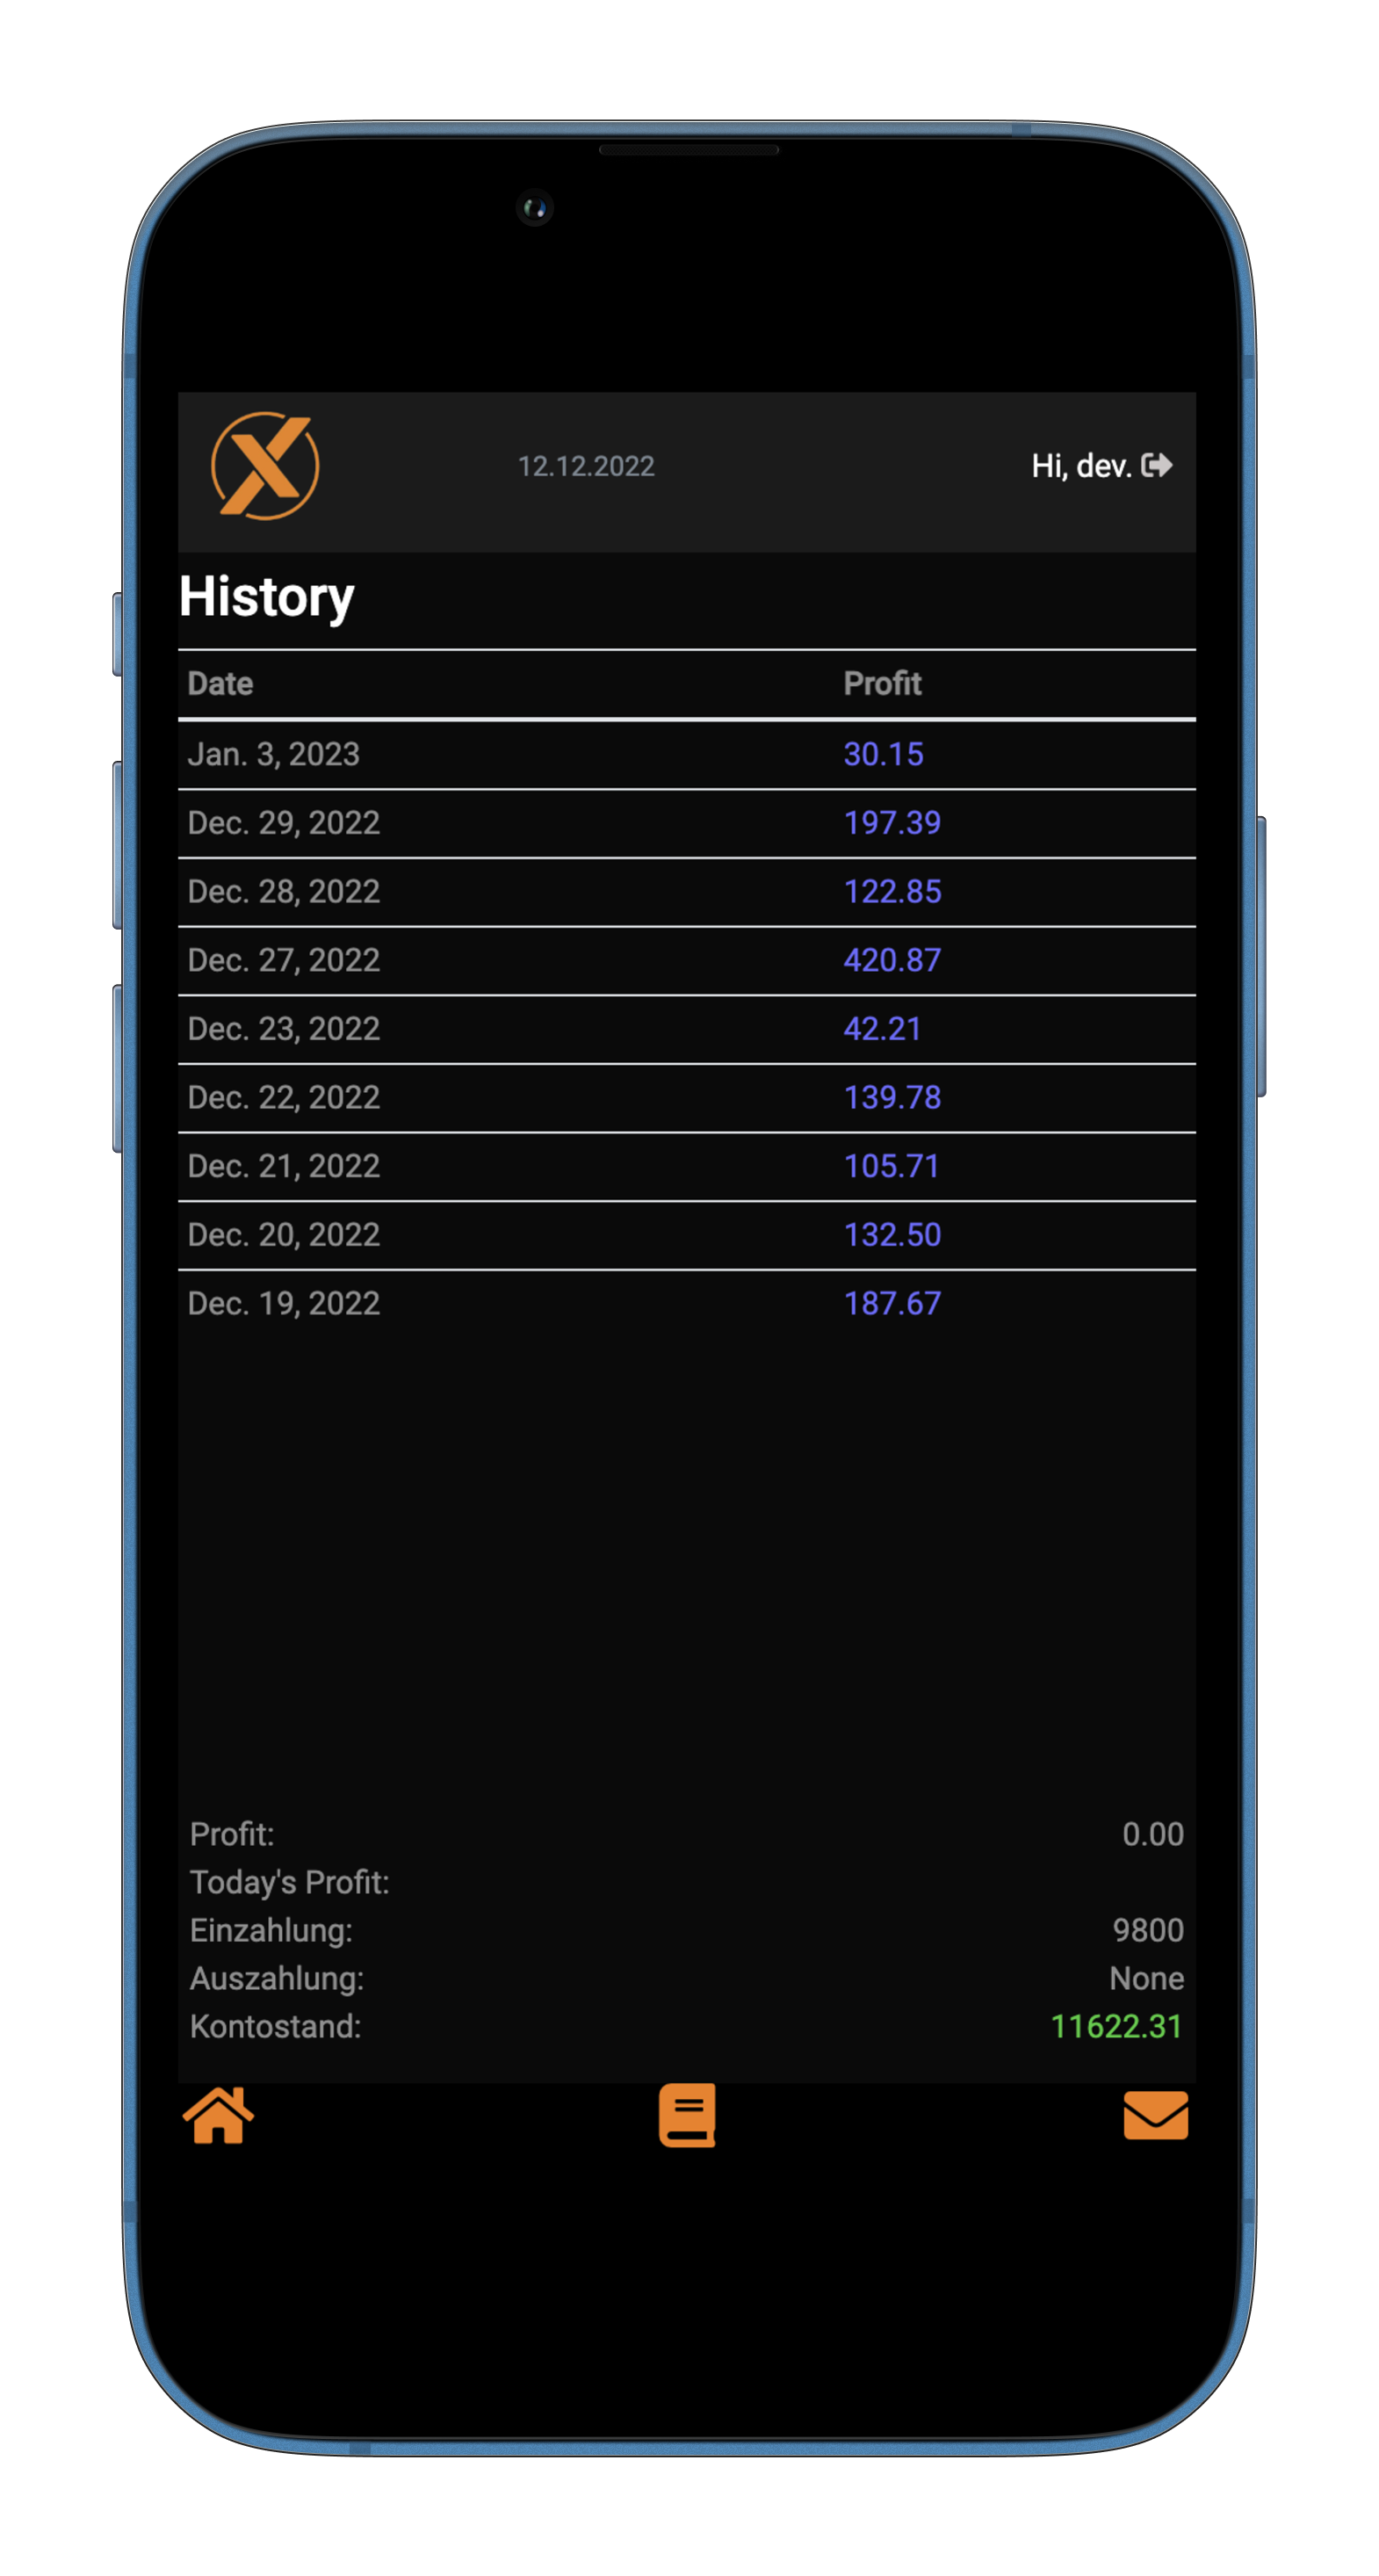 12.12.2022 Hi, dev.
History
Date Profit
Jan. 3, 2023 30.15
Dec. 29, 2022 197.39
Dec. 28, 2022 122.85
Dec. 27, 2022 420.87
Dec. 23, 2022 42.21
Dec. 22, 2022 139.78
Dec. 21, 2022 105.71
Dec. 20, 2022 132.50
Dec. 19, 2022 187.67
Profit: 0.00
Today's Profit:
Einzahlung: 9800
Auszahlung: None
Kontostand: 11622.31